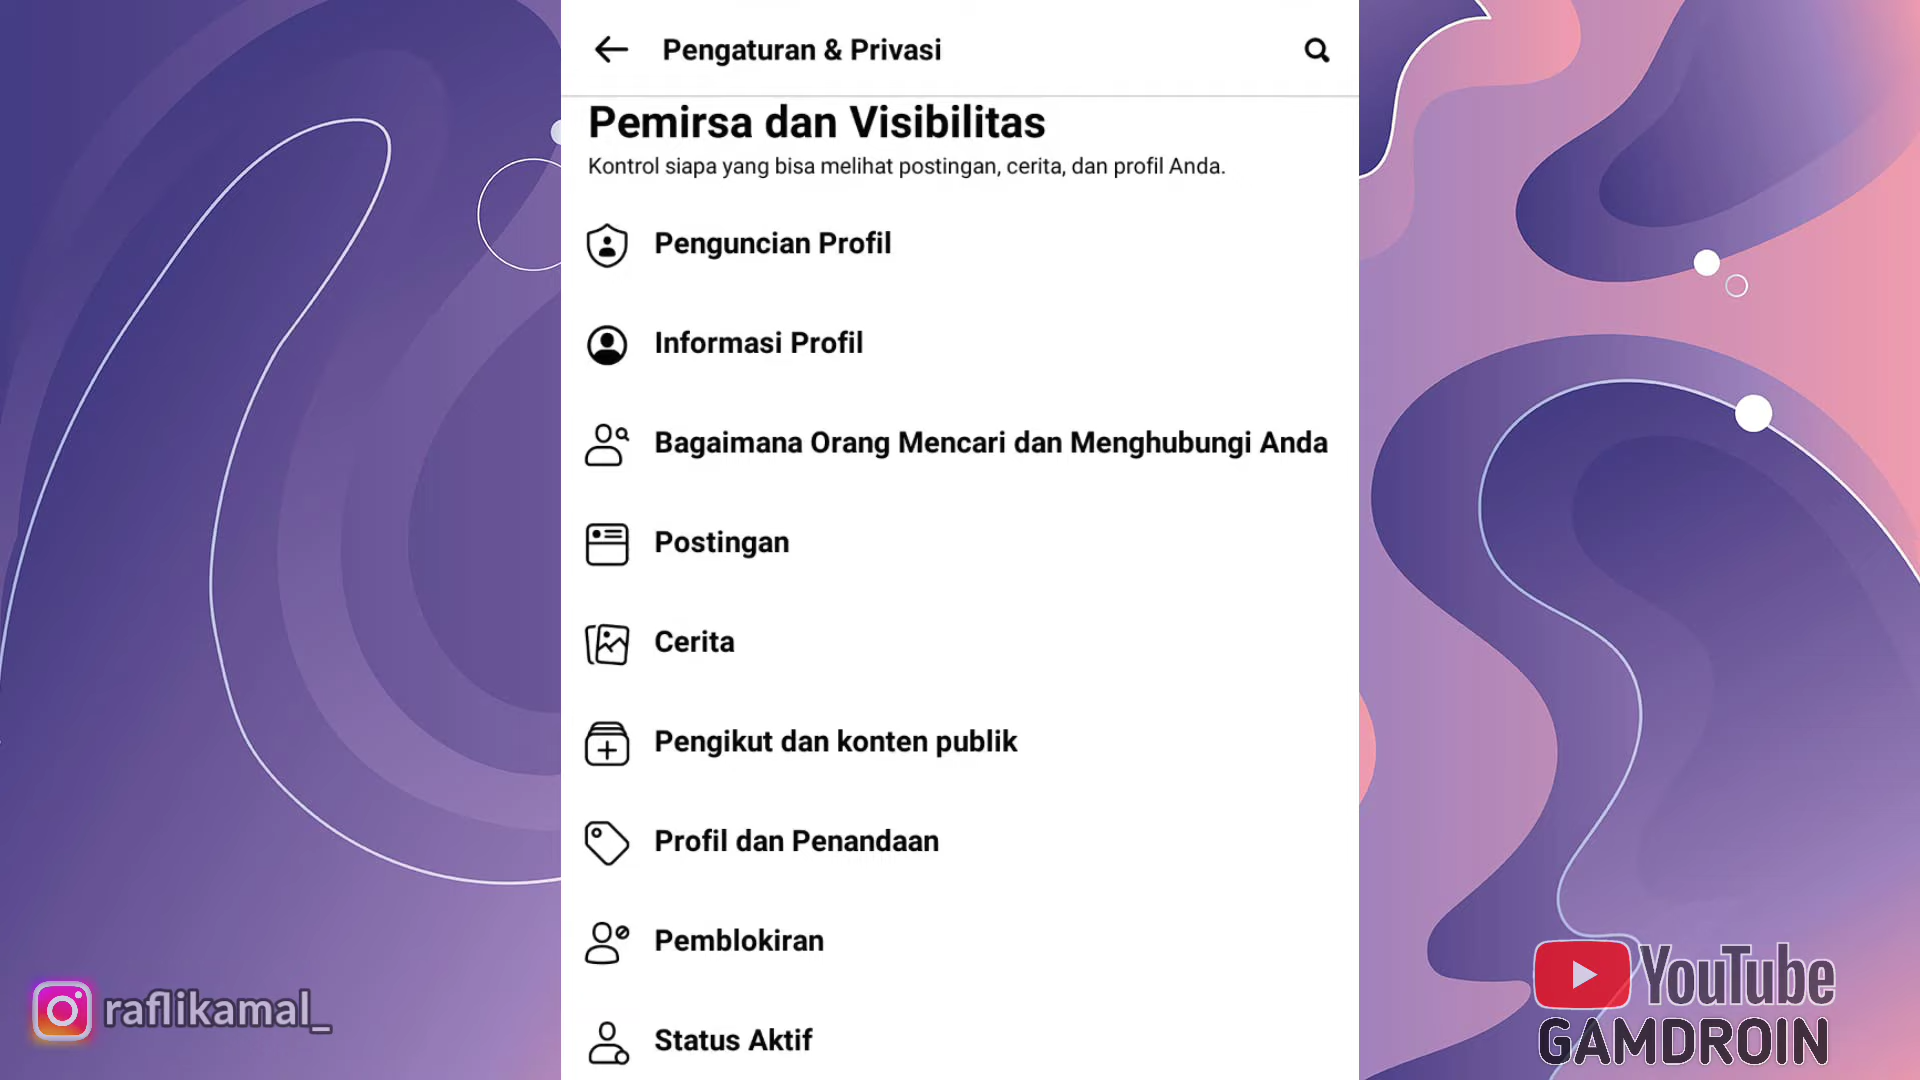 Pengaturan & Privasi
Pemirsa dan Visibilitas
Kontrol siapa yang bisa melihat postingan, cerita, dan profil Anda.
Penguncian Profil
Informasi Profil
Bagaimana Orang Mencari dan Menghubungi Anda
Postingan
Cerita
Pengikut dan konten publik
Profil dan Penandaan
Pemblokiran
Status Aktif
raflikamal_
YouTube
GAMDROIN